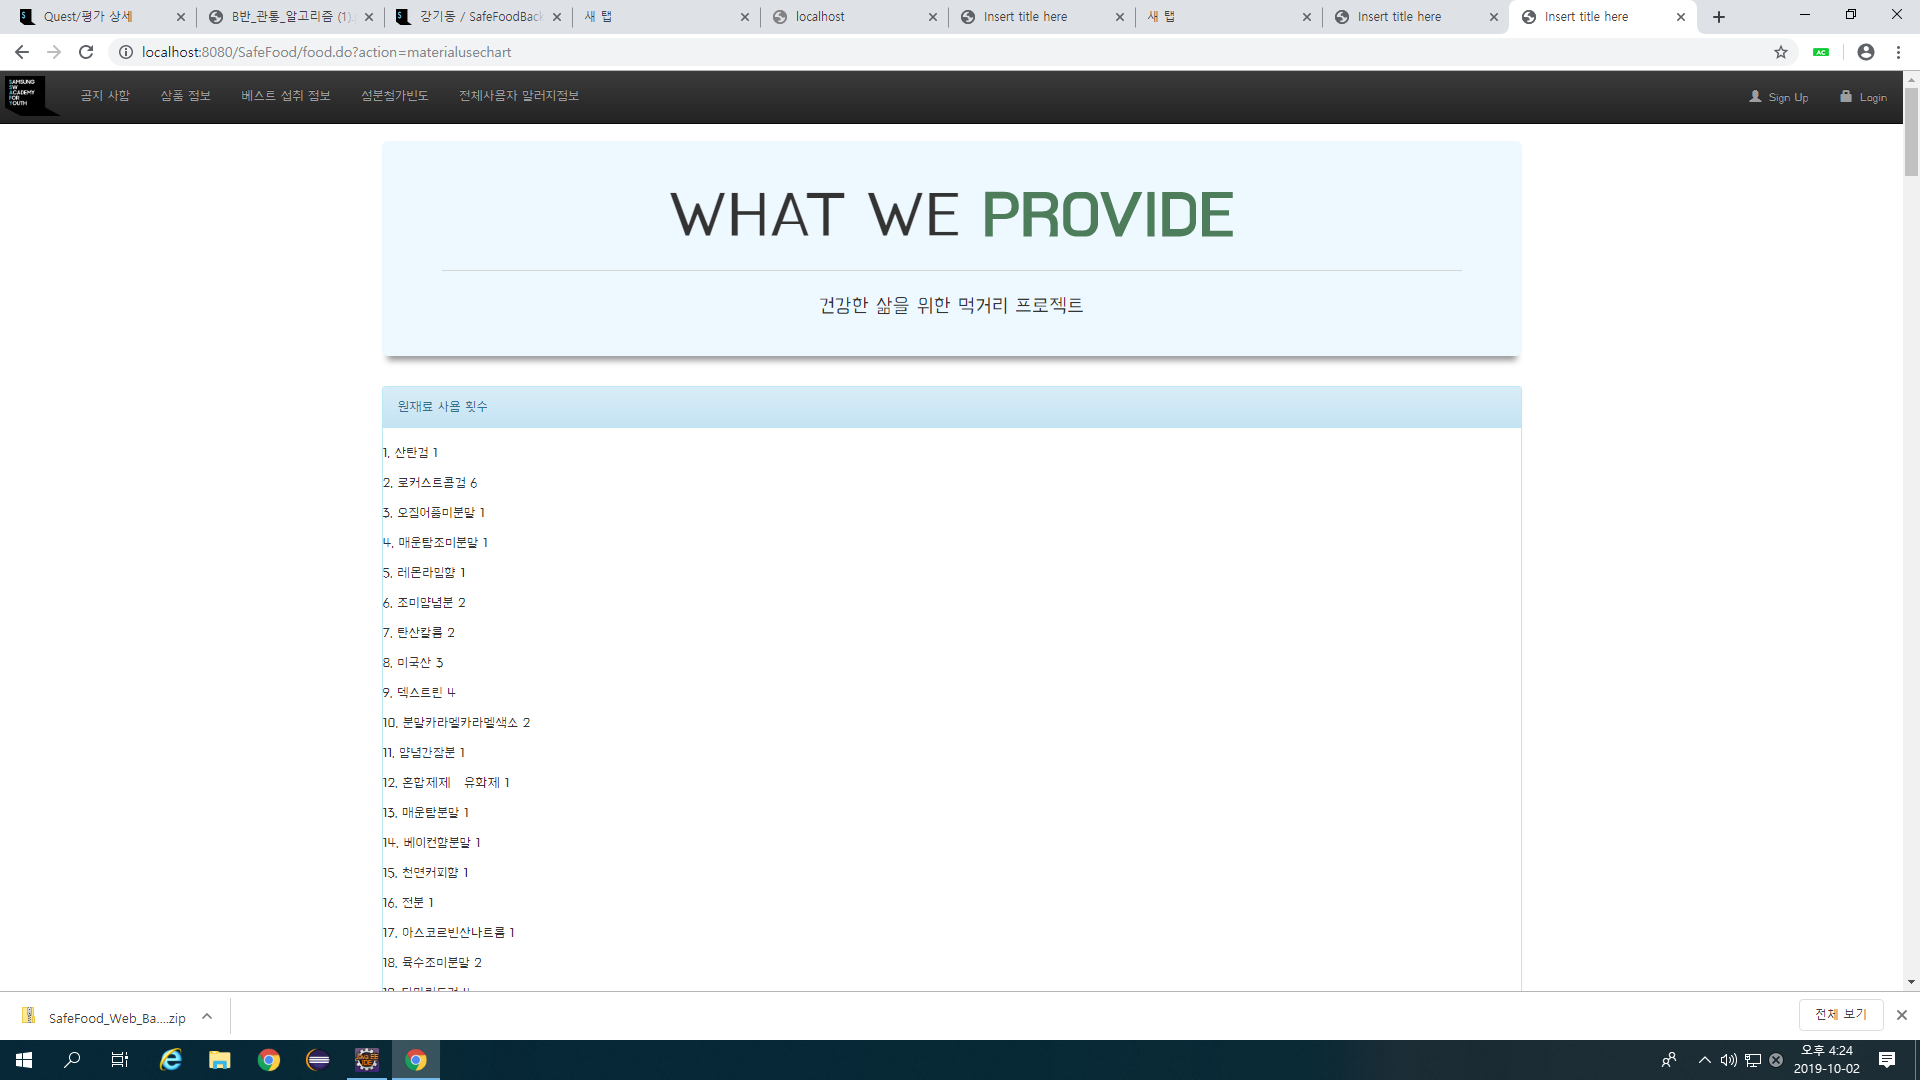 Quest/평가 상세
B반_관통_알고리즘 (1).
강기동 / SafeFoodBack
새 탭
localhost
Insert title here
새 탭
Insert title here
Insert title here
localhost:8080/SafeFood/food.do?action=materialusechart
SAMSUNG
SW
ACADEMY
FOR
YOUTH
공지 사항
상품 정보
베스트 섭취 정보
성분첨가빈도
전체사용자 알러지정보
Sign Up
Login
WHAT WE PROVIDE
건강한 삶을 위한 먹거리 프로젝트
원재료 사용 횟수
1. 산탄검 1
2. 로커스트콩검 6
3. 오징어풍미분말 1
4. 매운탕조미분말 1
5. 레몬라임향 1
6. 조미양념분 2
7. 탄산칼륨 2
8. 미국산 3
9. 덱스트린 4
10. 분말카라멜카라멜색소 2
11. 양념간장분 1
12. 혼합제제 유화제 1
13. 매운탕분말 1
14. 베이컨향분말 1
15. 천연커피향 1
16. 전분 1
17. 아스코르빈산나트륨 1
18. 육수조미분말 2
SafeFood_Web_Ba....zip
전체 보기
오후 4:24
2019-10-02